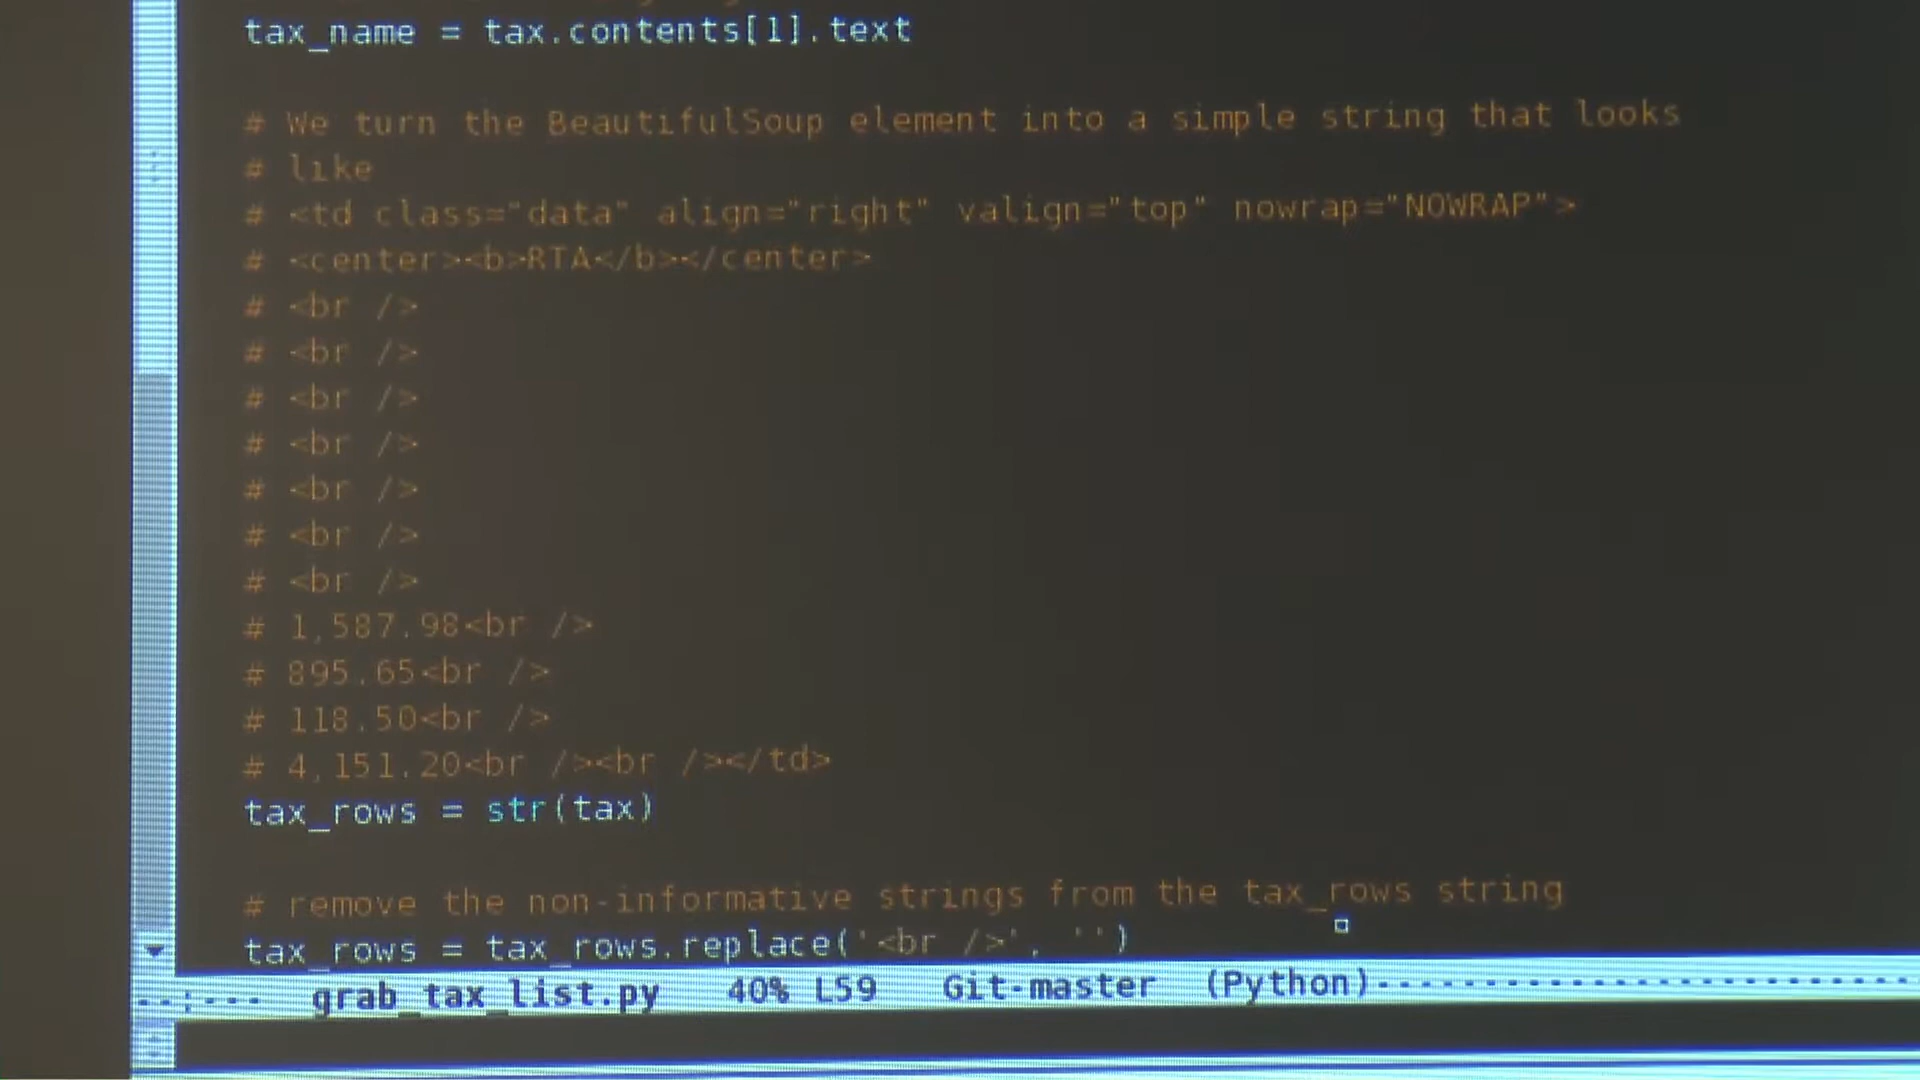 tax_name = tax.contents[1].text
# We turn the BeautifulSoup element into a simple string that looks
# like
# <td class="data" align="right" valign="top" nowrap="NOWRAP">
# <center><b>RTA</b></center>
# <br />
# <br />
# <br />
# <br />
# <br />
# <br />
# <br />
# 1,587.98<br />
# 895.65<br />
# 118.50<br />
# 4,151.20<br /><br /></td>
tax_rows = str(tax)
# remove the non-informative strings from the tax_rows string
tax_rows = tax_rows.replace('<br />', '')
--:--- grab_tax_list.py 40% L59 Git-master (Python)